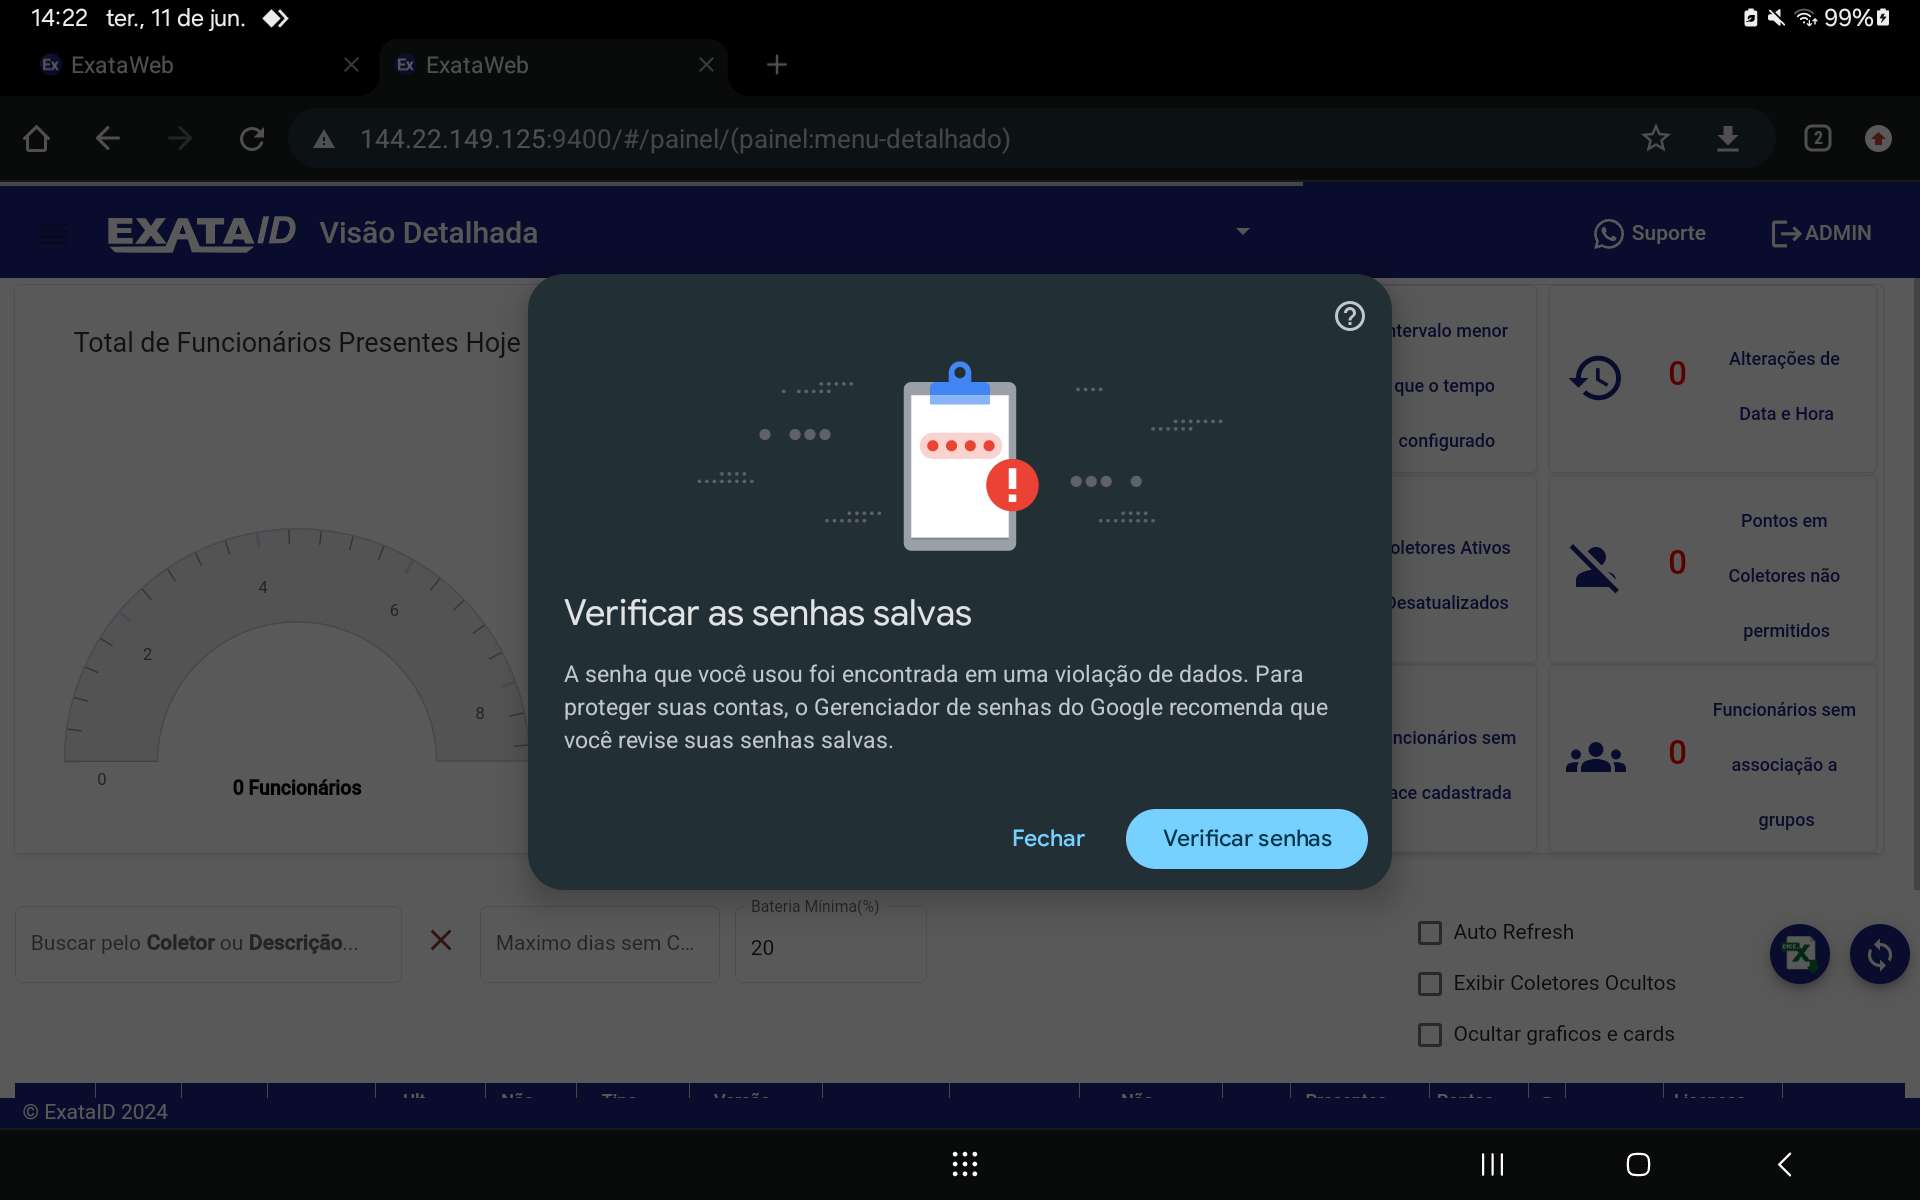 14:22 ter., 11 de jun.
99%
Ex ExataWeb
Ex ExataWeb
144.22.149.125:9400/#/painel/(painel:menu-detalhado)
2
EXATAID Visão Detalhada
Suporte
ADMIN
Total de Funcionários Presentes Hoje
0
2
4
6
8
0 Funcionários
ntervalo menor
que o tempo
configurado
0
Alterações de
Data e Hora
oletores Ativos
Desatualizados
0
Pontos em
Coletores não
permitidos
ncionários sem
ace cadastrada
0
Funcionários sem
associação a
grupos
Verificar as senhas salvas
A senha que você usou foi encontrada em uma violação de dados. Para
proteger suas contas, o Gerenciador de senhas do Google recomenda que
você revise suas senhas salvas.
Fechar
Verificar senhas
Buscar pelo Coletor ou Descrição...
Maximo dias sem C...
Bateria Mínima(%)
20
Auto Refresh
Exibir Coletores Ocultos
Ocultar graficos e cards
© ExataID 2024